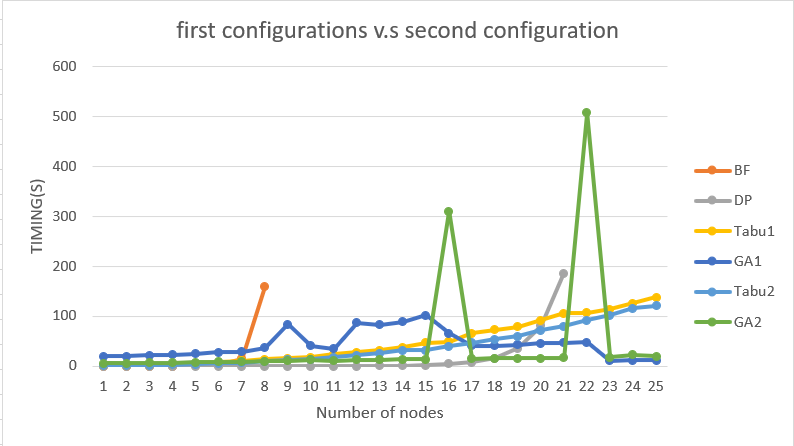 first configurations v.s second configuration
600
500
400
300
200
100
0
TIMING(S)
1 2 3 4 5 6 7 8 9 10 11 12 13 14 15 16 17 18 19 20 21 22 23 24 25
Number of nodes
BF
DP
Tabu1
GA1
Tabu2
GA2